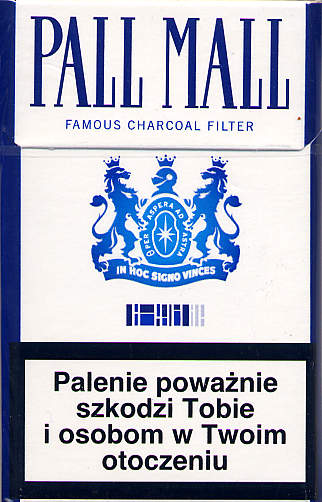 PALL MALL
FAMOUS CHARCOAL FILTER
PER ASPERA AD ASTRA
IN HOC SIGNO VINCES
Palenie poważnie
szkodzi Tobie
i osobom w Twoim
otoczeniu